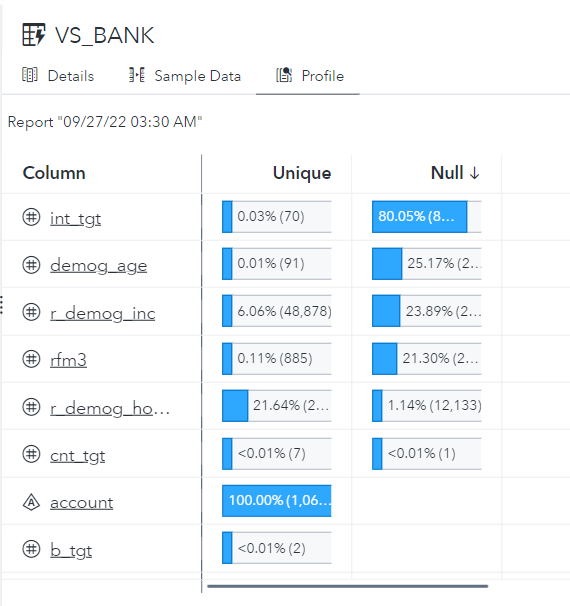 VS_BANK
Details Sample Data Profile
Report "09/27/22 03:30 AM"
Column Unique Null ↓
int_tgt 0.03% (70) 80.05% (8...
demog_age 0.01% (91) 25.17% (2...
r_demog_inc 6.06% (48,878) 23.89% (2...
rfm3 0.11% (885) 21.30% (2...
r_demog_ho... 21.64% (2... 1.14% (12,133)
cnt_tgt <0.01% (7) <0.01% (1)
account 100.00% (1,06...
b_tgt <0.01% (2)